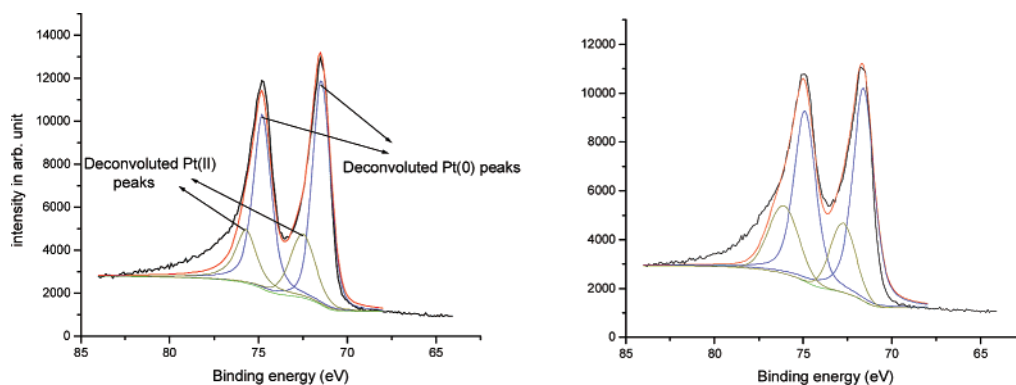 14000
12000
10000
8000
6000
4000
2000
0
intensity in arb. unit
Deconvoluted Pt(II)
peaks
Deconvoluted Pt(0) peaks
85 80 75 70 65
Binding energy (eV)
12000
10000
8000
6000
4000
2000
0
85 80 75 70 65
Binding energy (eV)